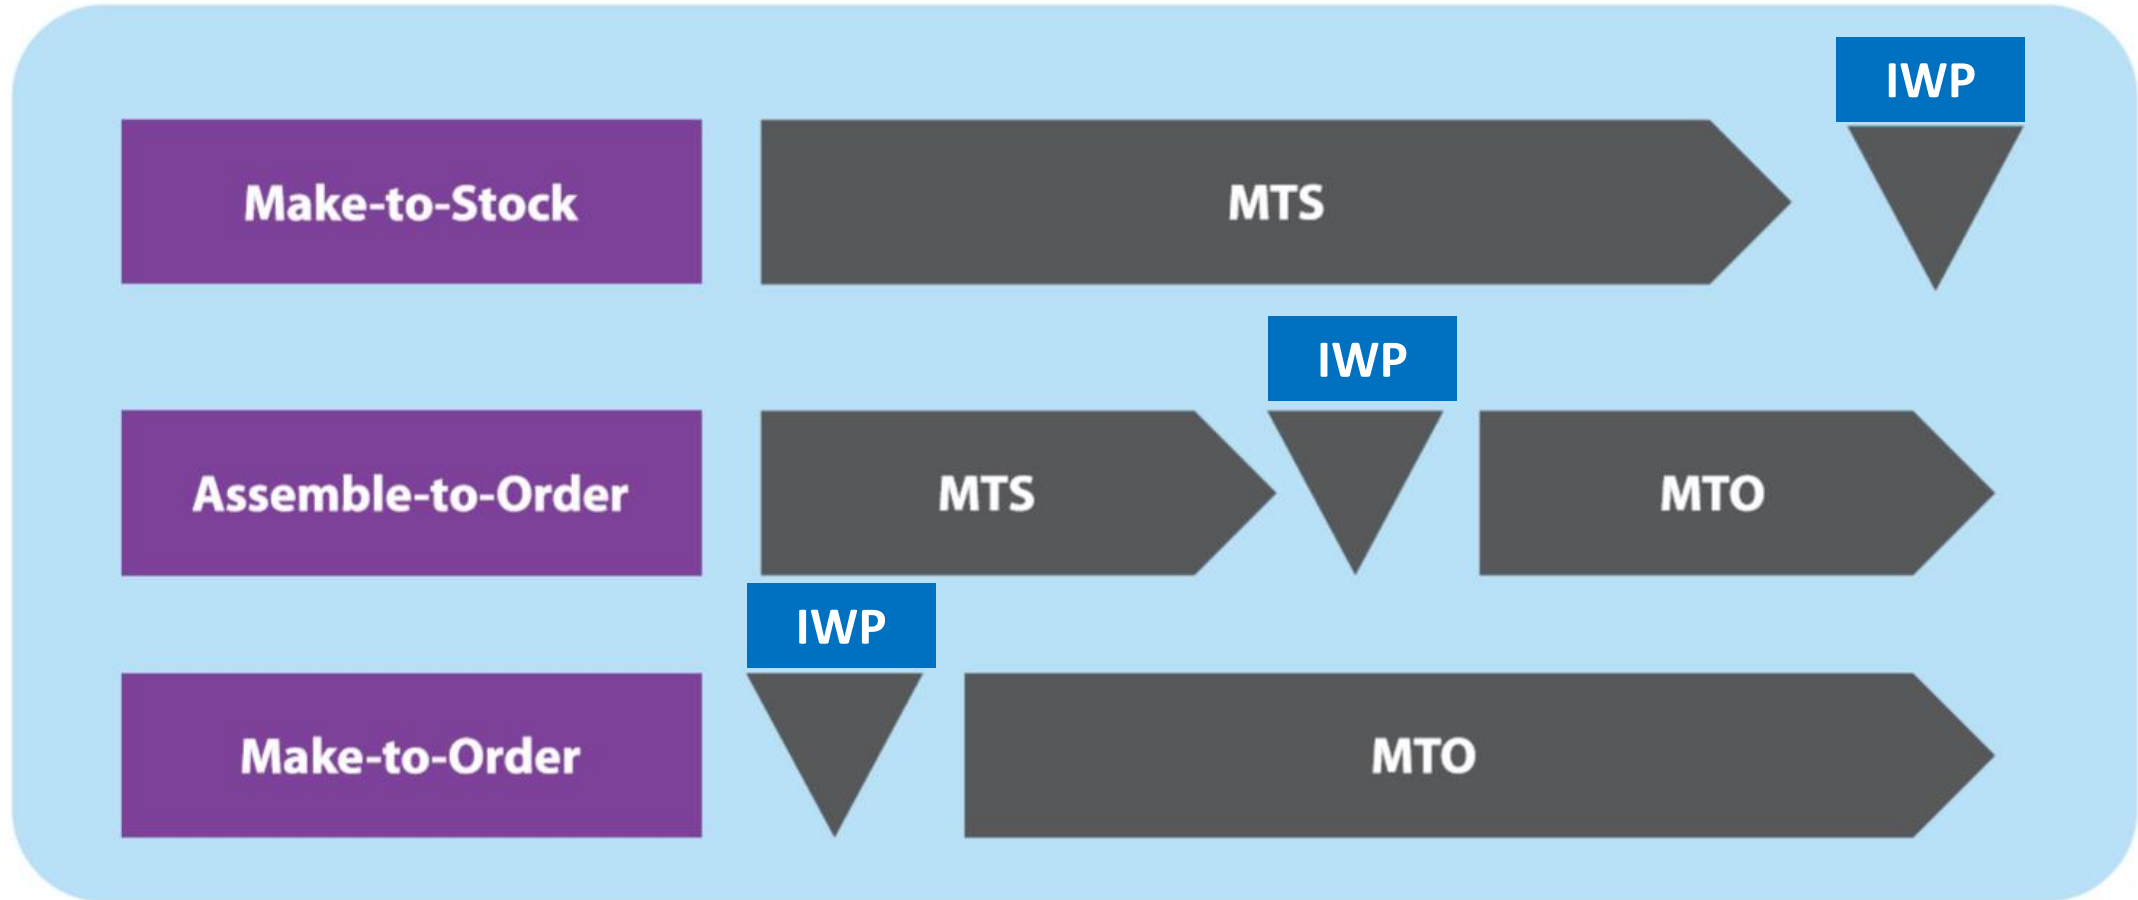 IWP
Make-to-Stock
MTS
IWP
Assemble-to-Order
MTS
MTO
IWP
Make-to-Order
MTO